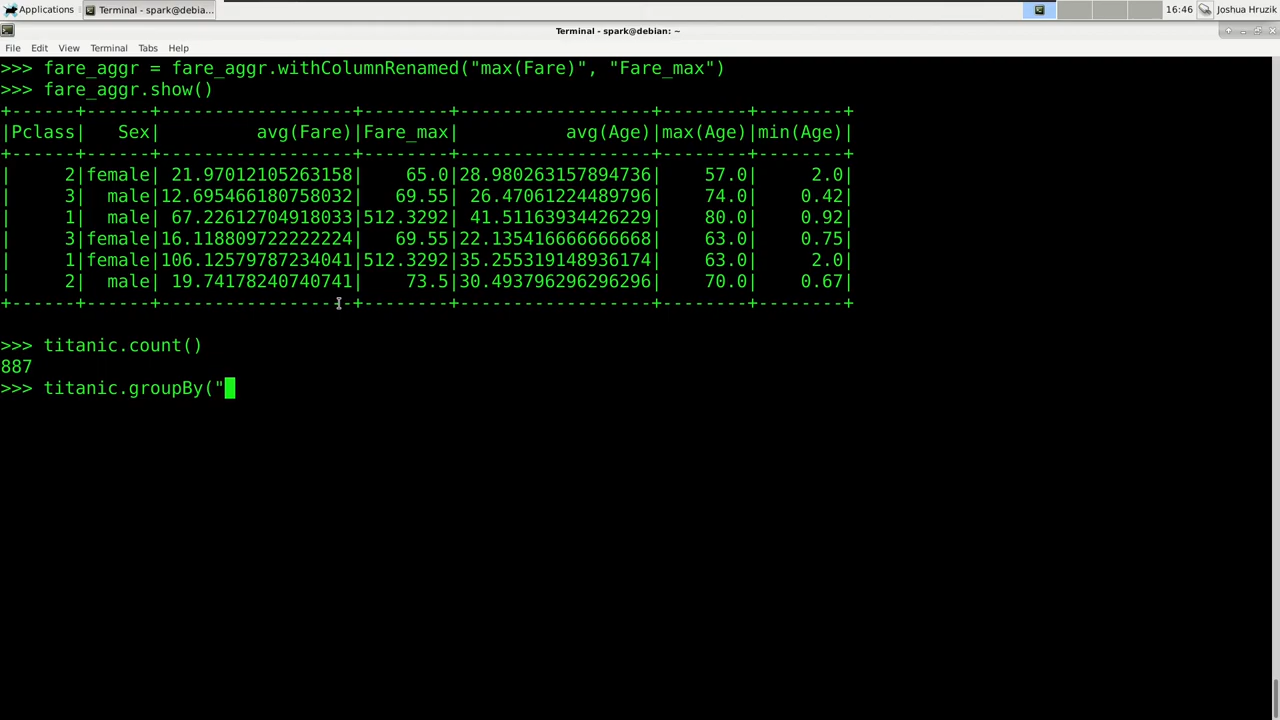 Applications
Terminal - spark@debia...
16:46
Joshua Hruzik
Terminal - spark@debian: ~
File Edit View Terminal Tabs Help
>>> fare_aggr = fare_aggr.withColumnRenamed("max(Fare)", "Fare_max")
>>> fare_aggr.show()
+------+------+------------------+--------+------------------+--------+--------+
|Pclass|   Sex|         avg(Fare)|Fare_max|          avg(Age)|max(Age)|min(Age)|
+------+------+------------------+--------+------------------+--------+--------+
|     2|female| 21.97012105263158|    65.0|28.980263157894736|    57.0|     2.0|
|     3|  male|12.695466180758032|   69.55| 26.47061224489796|    74.0|    0.42|
|     1|  male| 67.22612704918033|512.3292| 41.51163934426229|    80.0|    0.92|
|     3|female|16.118809722222224|   69.55|22.135416666666668|    63.0|    0.75|
|     1|female|106.12579787234041|512.3292|35.255319148936174|    63.0|     2.0|
|     2|  male| 19.74178240740741|    73.5|30.493796296296296|    70.0|    0.67|
+------+------+------------------+--------+------------------+--------+--------+
>>> titanic.count()
887
>>> titanic.groupBy("